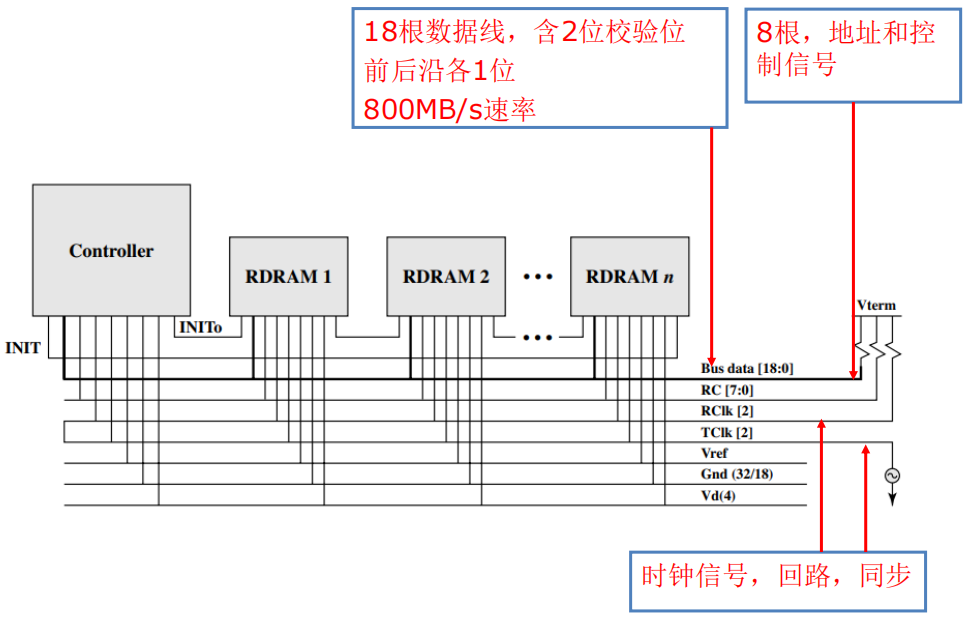 18根数据线，含2位校验位
前后沿各1位
800MB/s速率
8根，地址和控
制信号
Controller
RDRAM 1
RDRAM 2
RDRAM n
Vterm
INITo
INIT
Bus data [18:0]
RC [7:0]
RClk [2]
TClk [2]
Vref
Gnd (32/18)
Vd(4)
时钟信号，回路，同步